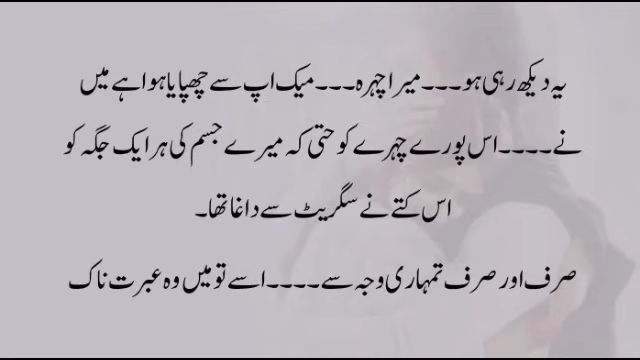 یہ دیکھ رہی ہو۔۔۔میرا چہرہ۔۔۔میک اپ سے چھپایا ہوا ہے میں
نے۔۔۔۔اس پورے چہرے کو حتی کہ میرے جسم کی ہر ایک جگہ کو
اس کتے نے سگریٹ سے داغا تھا۔
صرف اور صرف تمہاری وجہ سے۔۔۔۔اسے تو میں وہ عبرت ناک